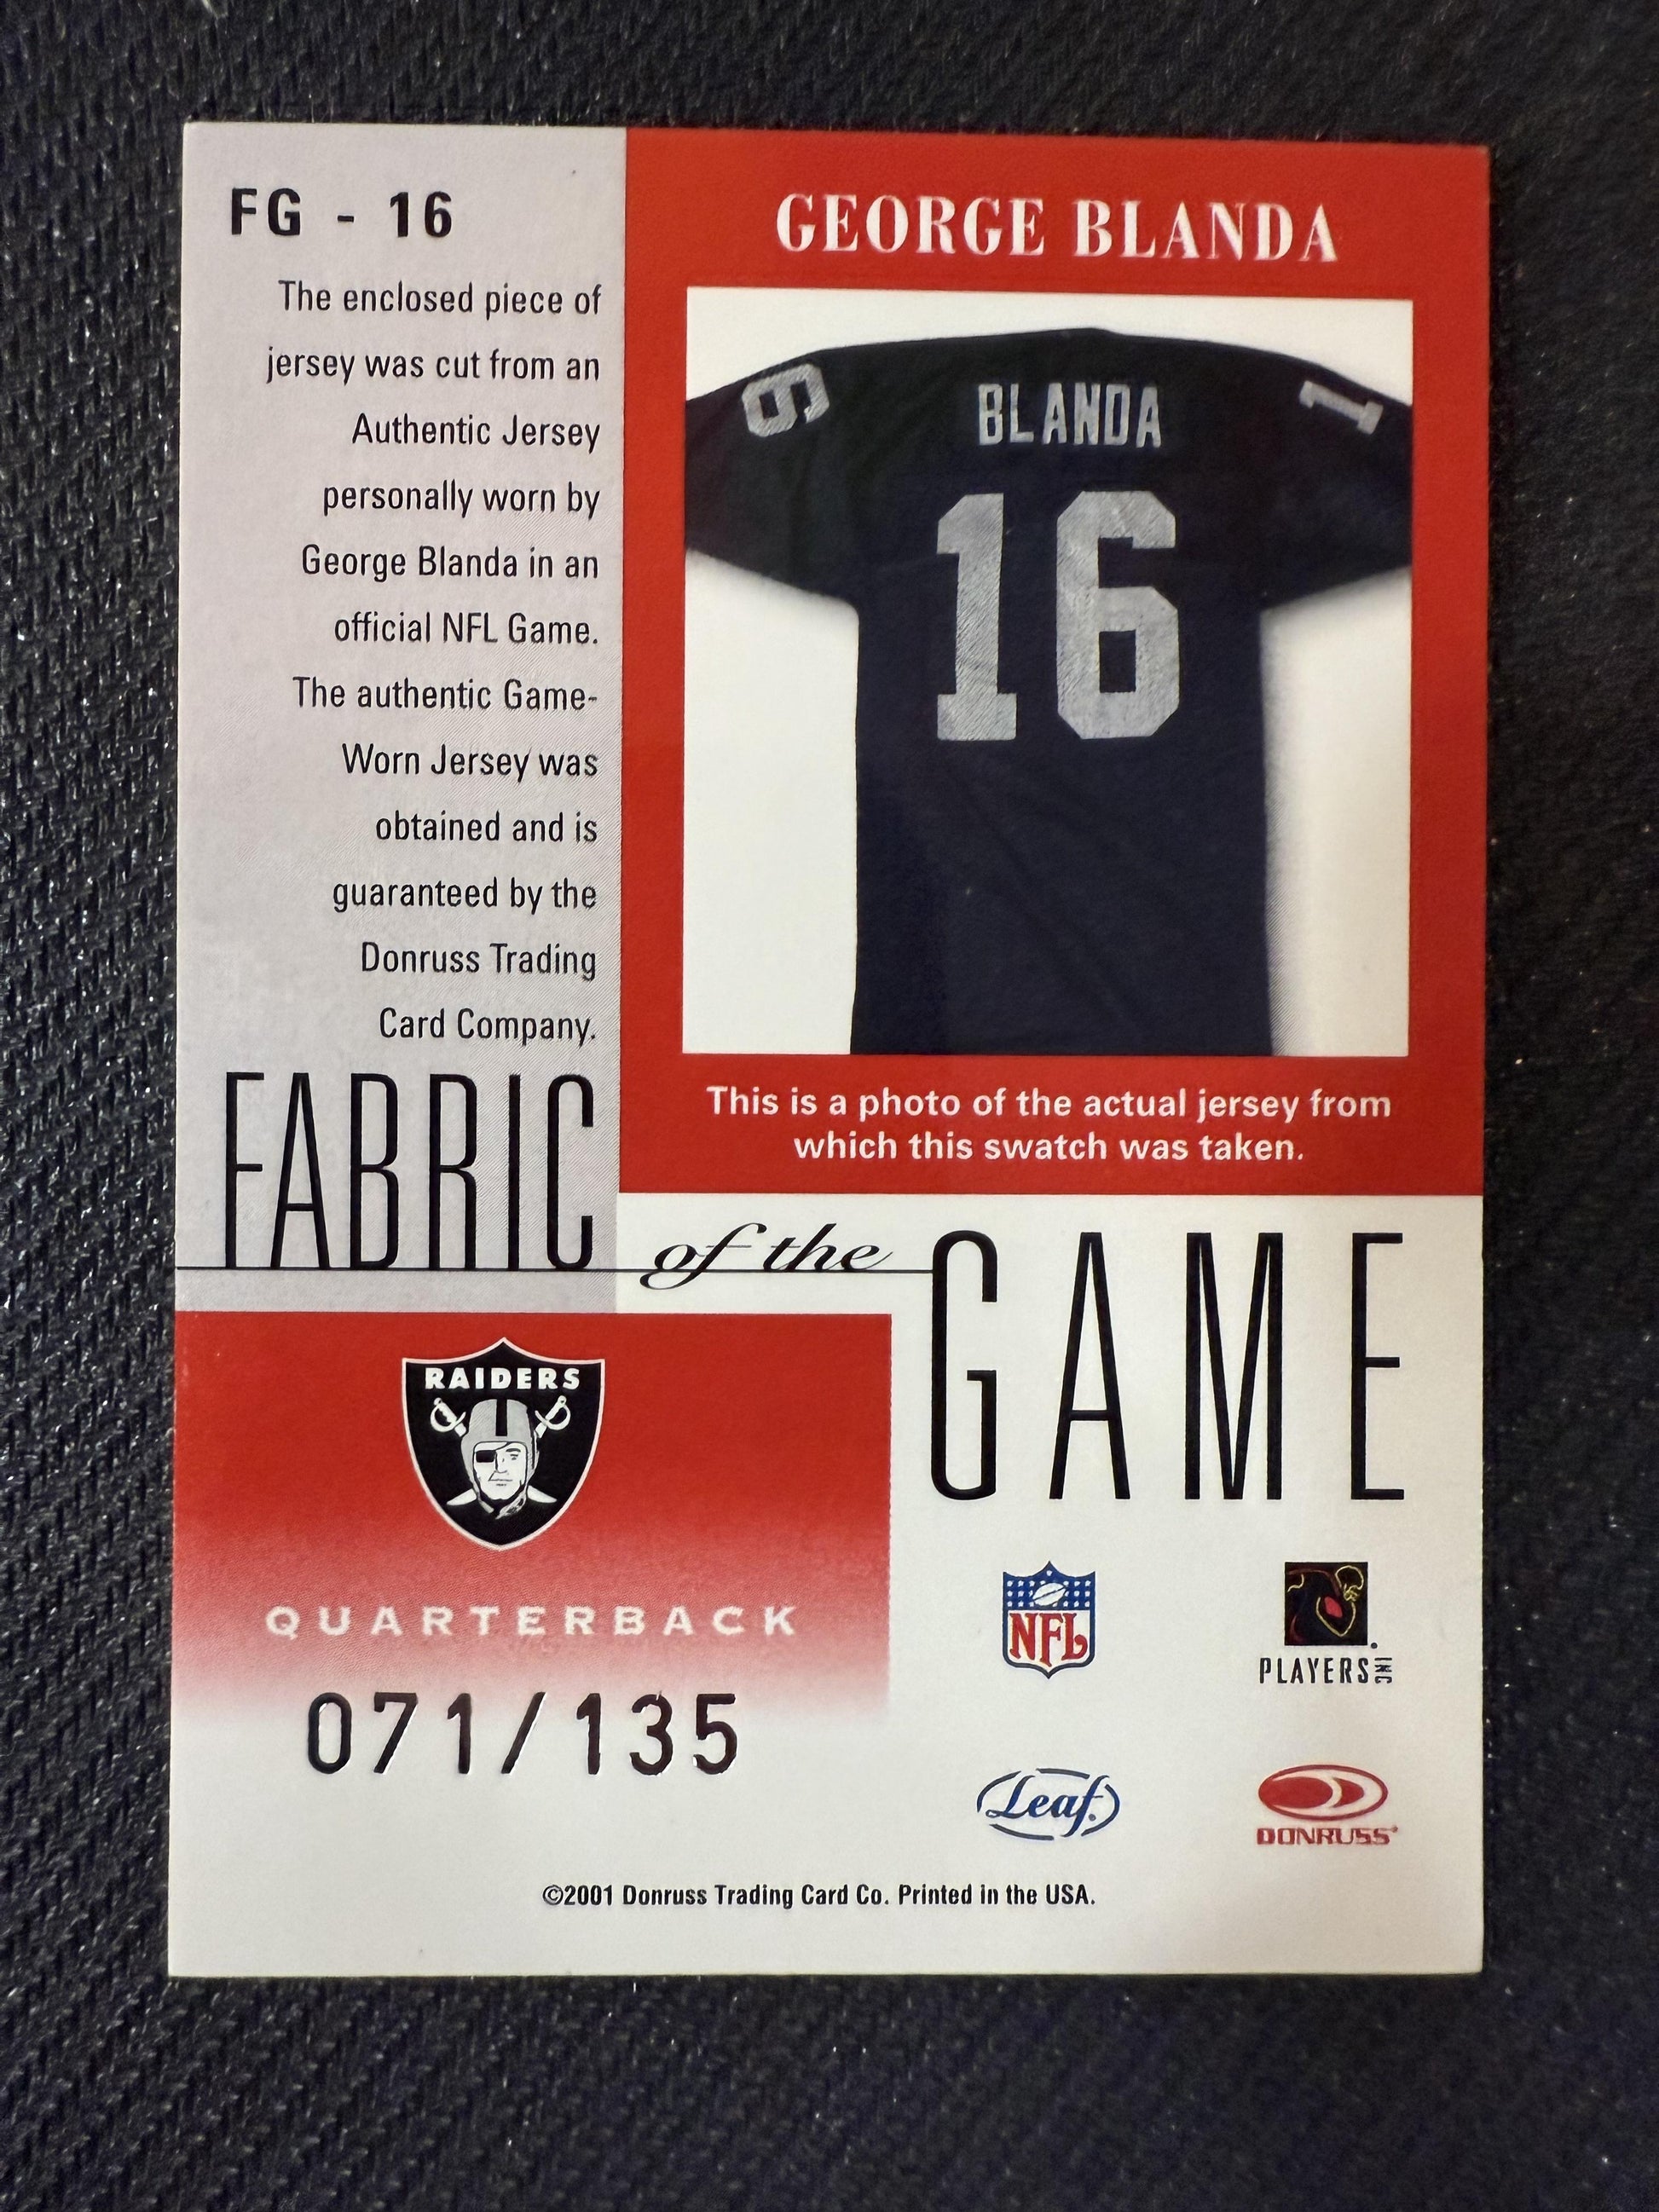 FG - 16
The enclosed piece of
jersey was cut from an
Authentic Jersey
personally worn by
George Blanda in an
official NFL Game.
The authentic Game-
Worn Jersey was
obtained and is
guaranteed by the
Donruss Trading
Card Company.
GEORGE BLANDA
6
BLANDA
1
16
This is a photo of the actual jersey from
which this swatch was taken.
FABRIC
of the
GAME
RAIDERS
QUARTERBACK
071/135
NFL
PLAYERS INC
Leaf
DONRUSS
©2001 Donruss Trading Card Co. Printed in the USA.